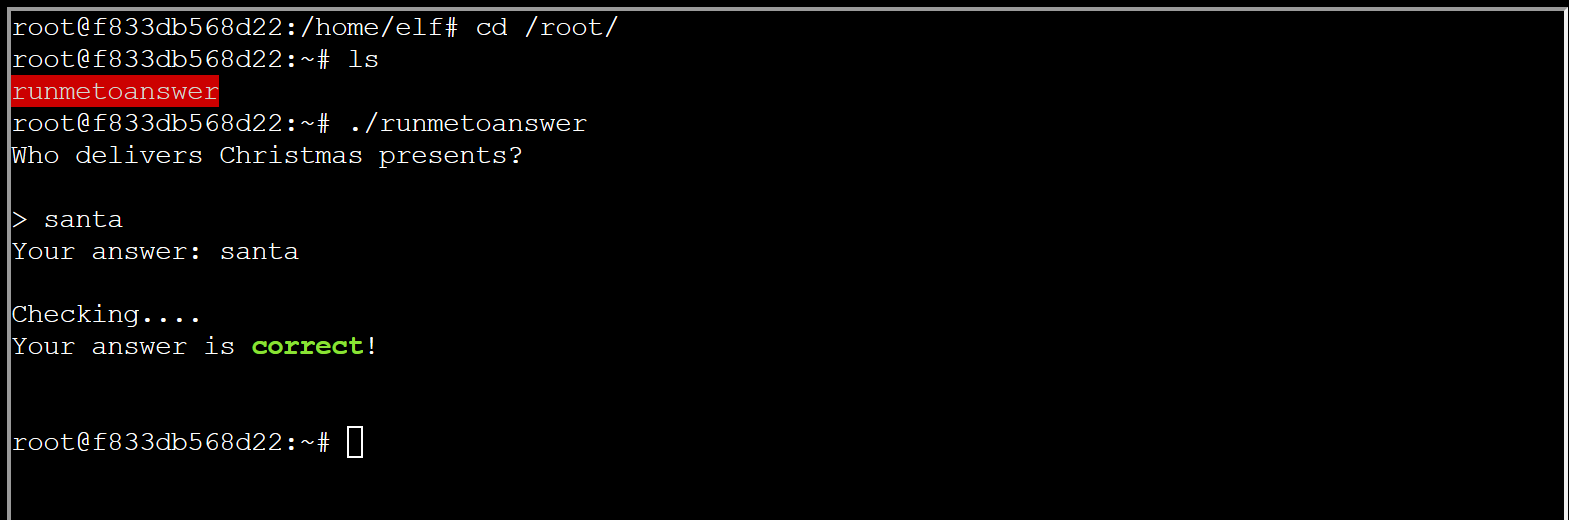 root@f833db568d22:/home/elf# cd /root/
root@f833db568d22:~# ls
runmetoanswer
root@f833db568d22:~# ./runmetoanswer
Who delivers Christmas presents?
> santa
Your answer: santa
Checking....
Your answer is correct!
root@f833db568d22:~#